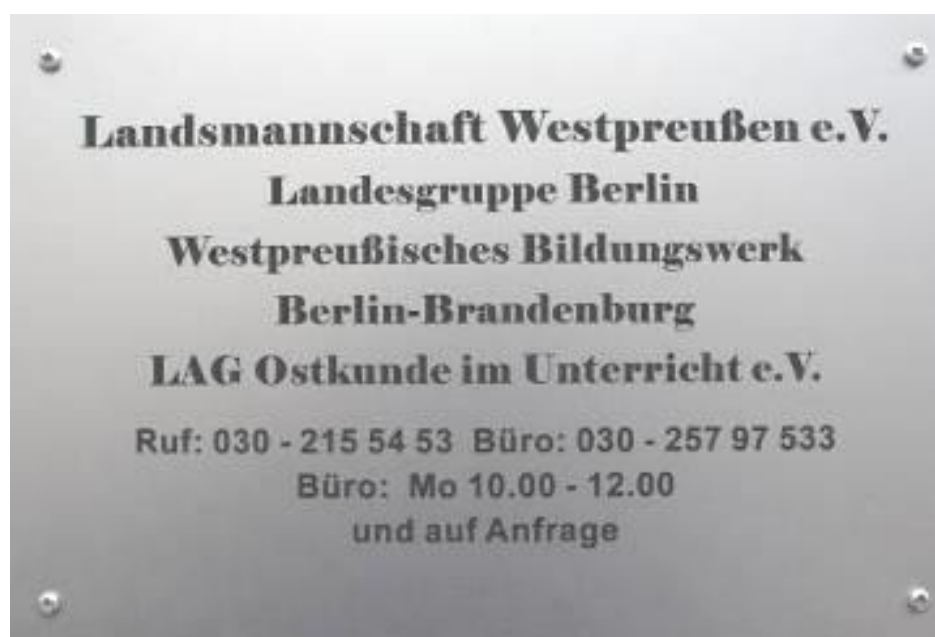 Landsmannschaft Westpreußen e.V.
Landesgruppe Berlin
Westpreußisches Bildungswerk
Berlin-Brandenburg
LAG Ostkunde im Unterricht e.V.
Ruf: 030 - 215 54 53 Büro: 030 - 257 97 533
Büro: Mo 10.00 - 12.00
und auf Anfrage